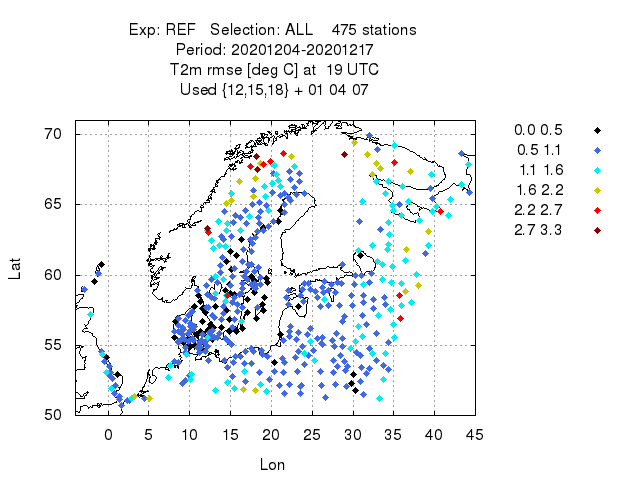 Exp: REF Selection: ALL 475 stations
Period: 20201204-20201217
T2m rmse [deg C] at 19 UTC
Used {12,15,18} + 01 04 07
70
65
60
55
50
Lat
0 5 10 15 20 25 30 35 40 45
Lon
0.0 0.5
0.5 1.1
1.1 1.6
1.6 2.2
2.2 2.7
2.7 3.3